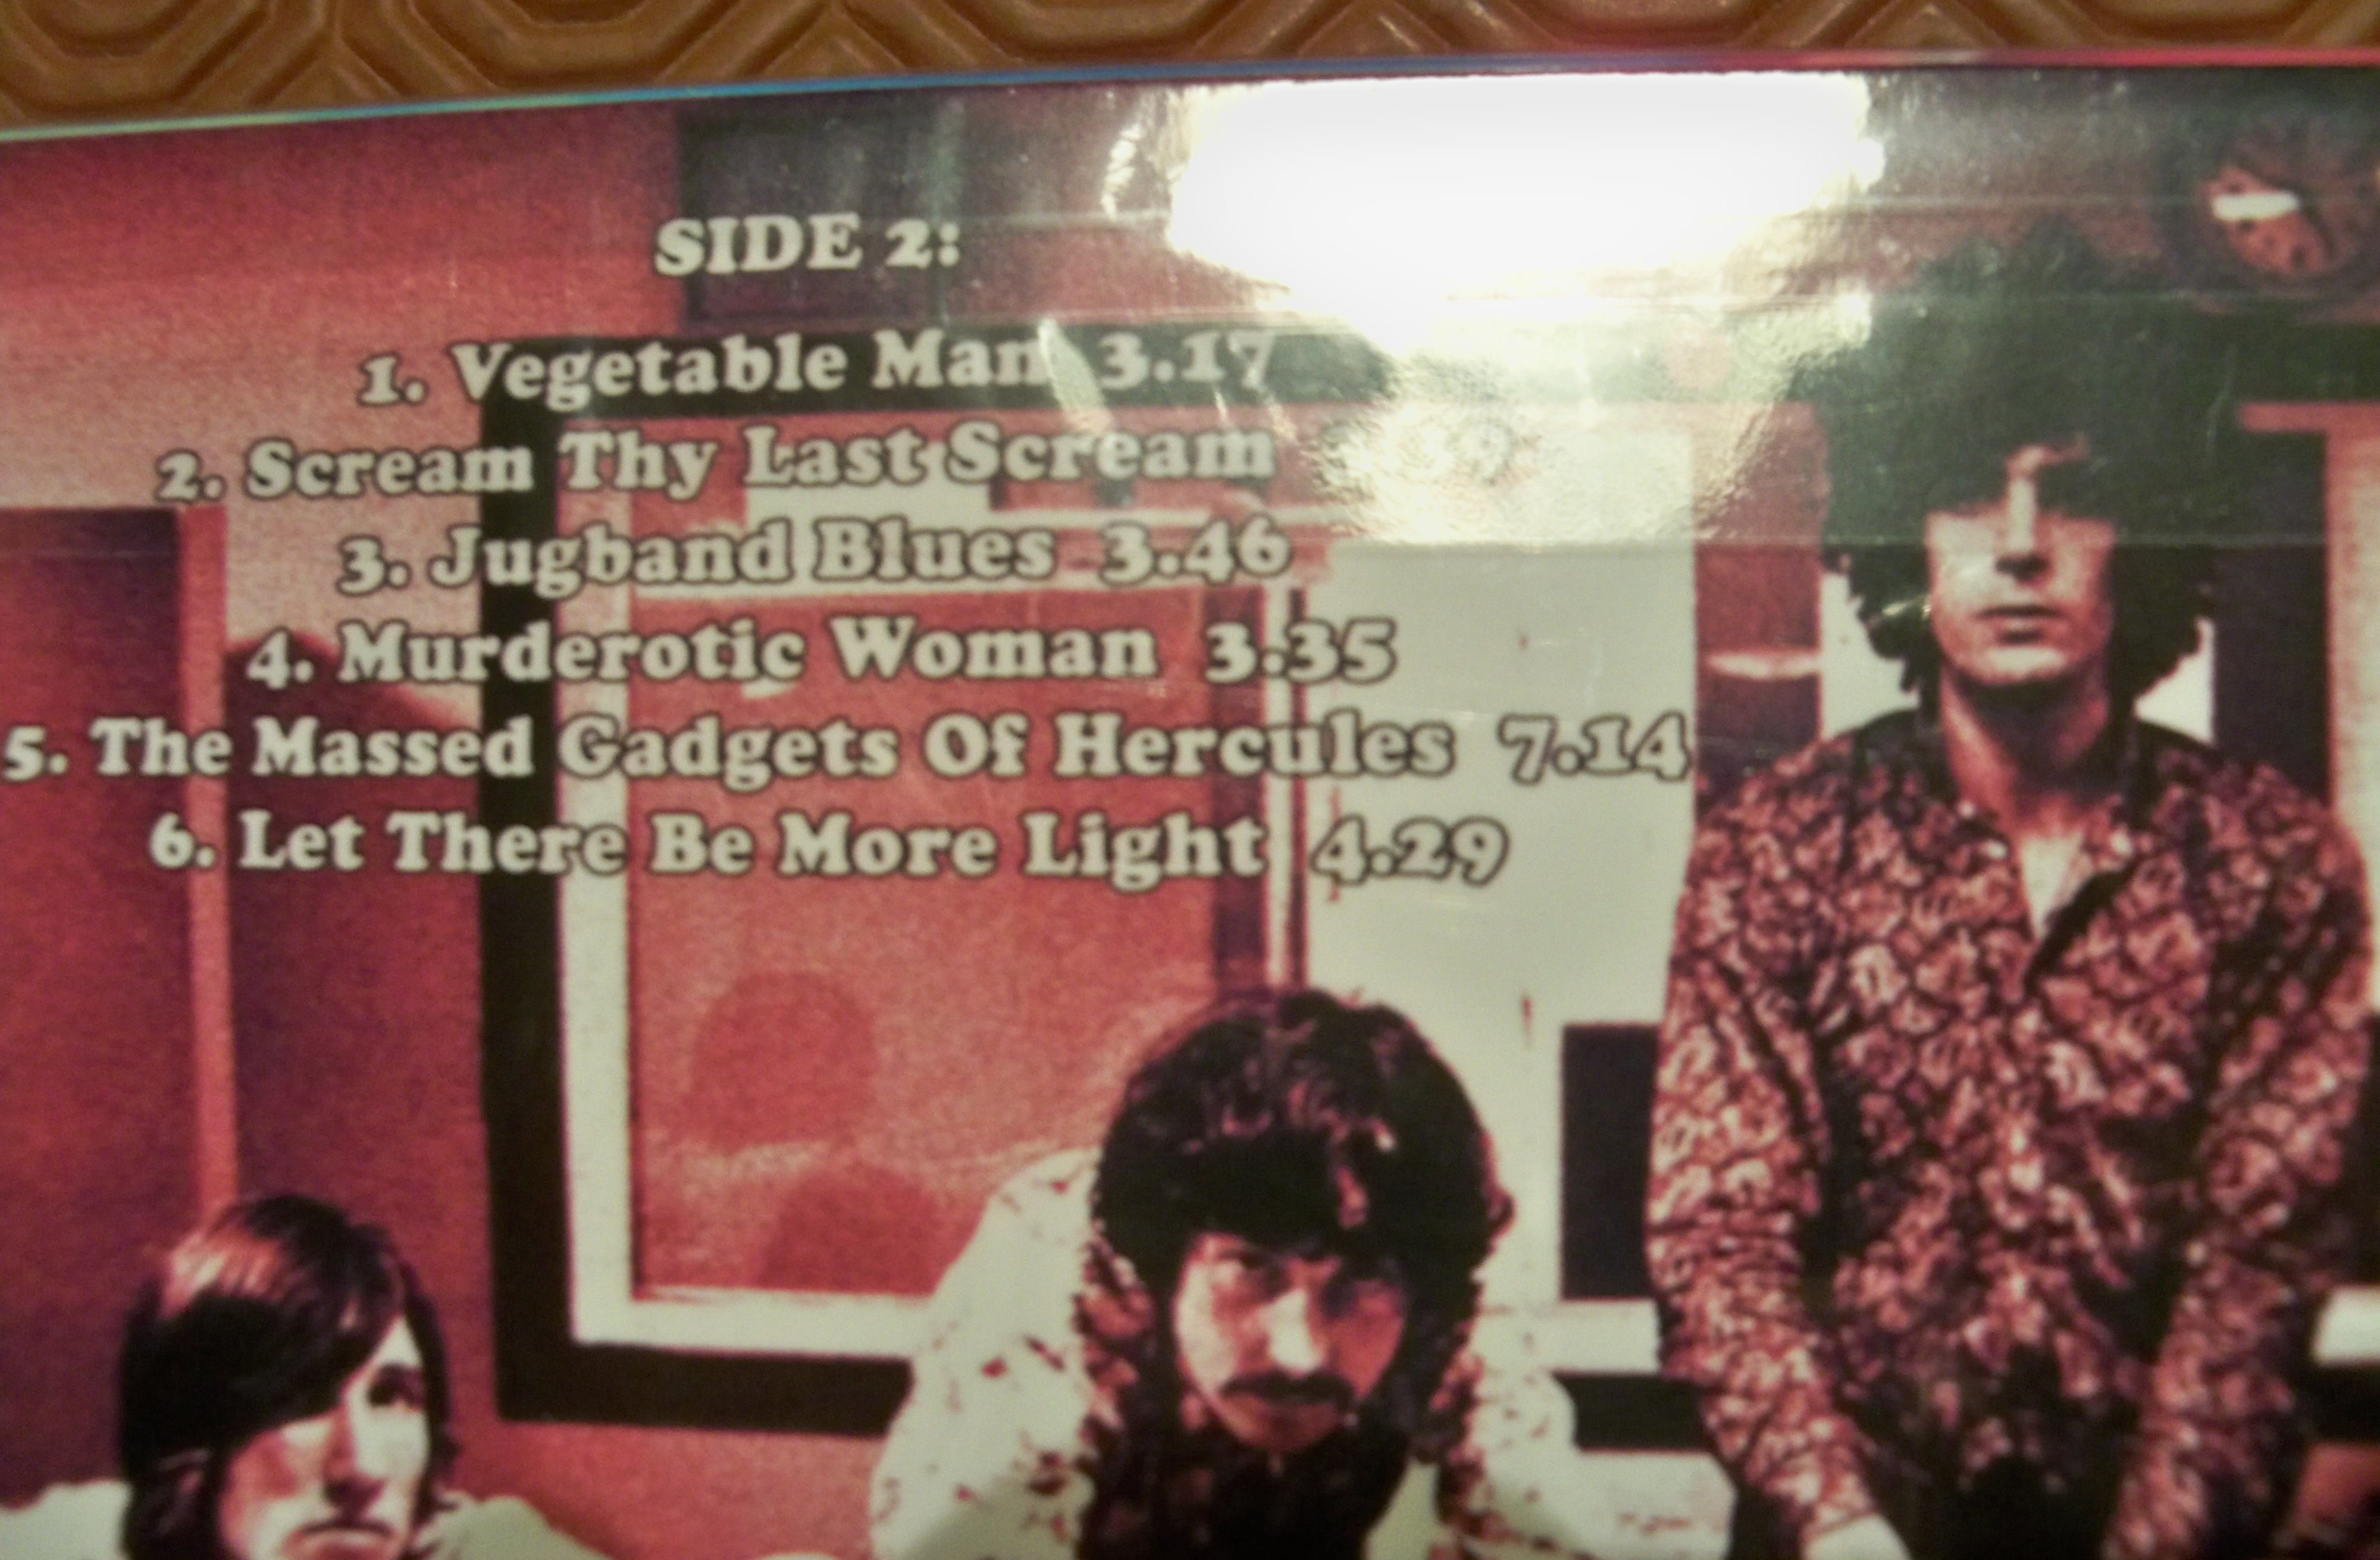 SIDE 2:
1. Vegetable Man 3.17
2. Scream Thy Last Scream
3. Jugband Blues 3.46
4. Murderotic Woman 3.35
5. The Massed Gadgets Of Hercules 7.14
6. Let There Be More Light 4.29